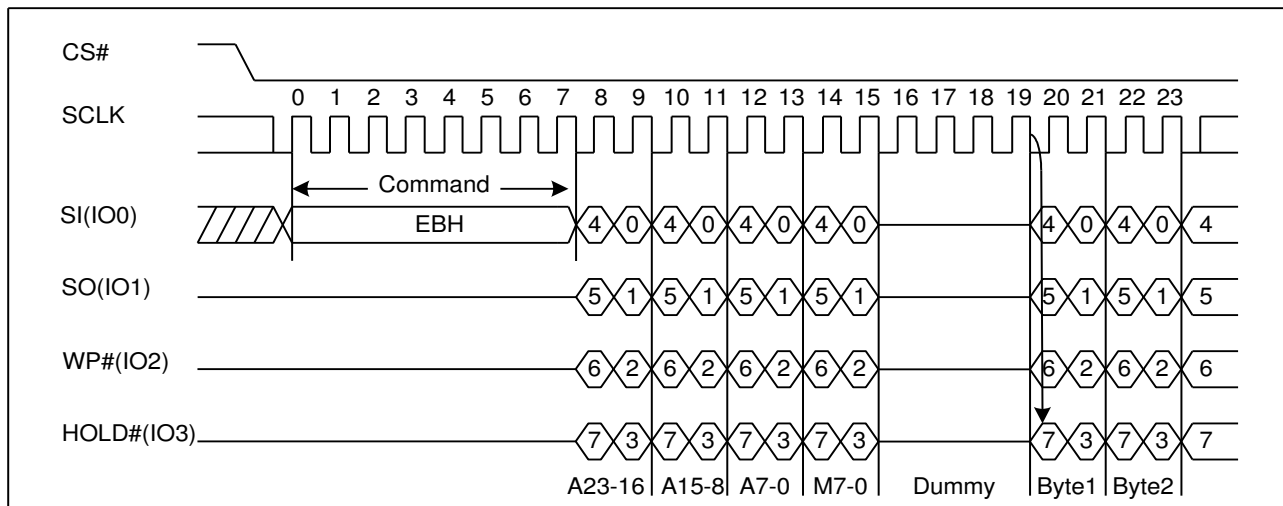 CS#
0 1 2 3 4 5 6 7 8 9 10 11 12 13 14 15 16 17 18 19 20 21 22 23
SCLK
Command
SI(IO0) EBH 4 0 4 0 4 0 4 0 4 0 4 0 4
SO(IO1) 5 1 5 1 5 1 5 1 5 1 5 1 5
WP#(IO2) 6 2 6 2 6 2 6 2 6 2 6 2 6
HOLD#(IO3) 7 3 7 3 7 3 7 3 7 3 7 3 7
A23-16 A15-8 A7-0 M7-0 Dummy Byte1 Byte2